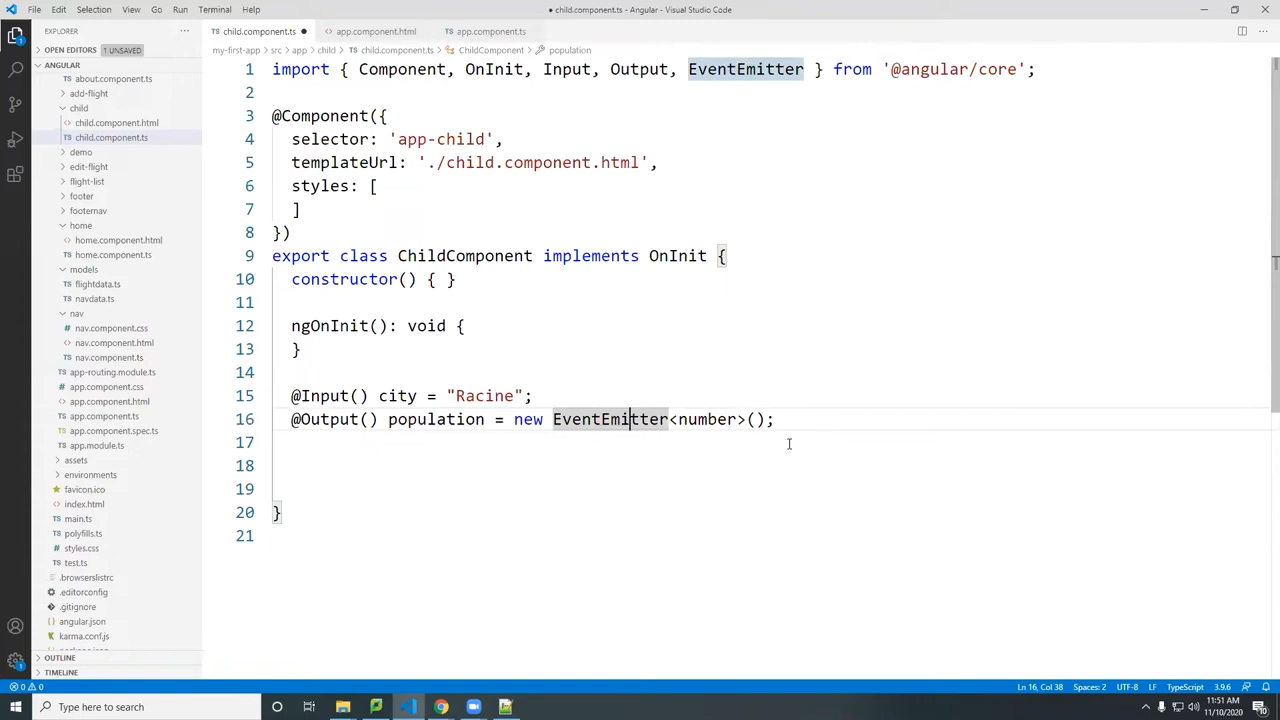 File Edit Selection View Go Run Terminal Help
● child.component.ts - Angular - Visual Studio Code
EXPLORER
child.component.ts
app.component.html
app.component.ts
OPEN EDITORS 1 UNSAVED
my-first-app > src > app > child > child.component.ts > ChildComponent > population
ANGULAR
about.component.ts
add-flight
child
child.component.html
child.component.ts
demo
edit-flight
flight-list
footer
footernav
home
home.component.html
home.component.ts
models
flightdata.ts
navdata.ts
nav
nav.component.css
nav.component.html
nav.component.ts
app-routing.module.ts
app.component.css
app.component.html
app.component.ts
app.component.spec.ts
app.module.ts
assets
environments
favicon.ico
index.html
main.ts
polyfills.ts
styles.css
test.ts
.browserslistrc
.editorconfig
.gitignore
angular.json
karma.conf.js
OUTLINE
TIMELINE
1 import { Component, OnInit, Input, Output, EventEmitter } from '@angular/core';
2
3 @Component({
4 selector: 'app-child',
5 templateUrl: './child.component.html',
6 styles: [
7 ]
8 })
9 export class ChildComponent implements OnInit {
10 constructor() { }
11
12 ngOnInit(): void {
13 }
14
15 @Input() city = "Racine";
16 @Output() population = new EventEmitter<number>();
17
18
19
20 }
21
0 0
Ln 16, Col 38 Spaces: 2 UTF-8 LF TypeScript 3.9.6
Type here to search
11:51 AM
11/10/2020